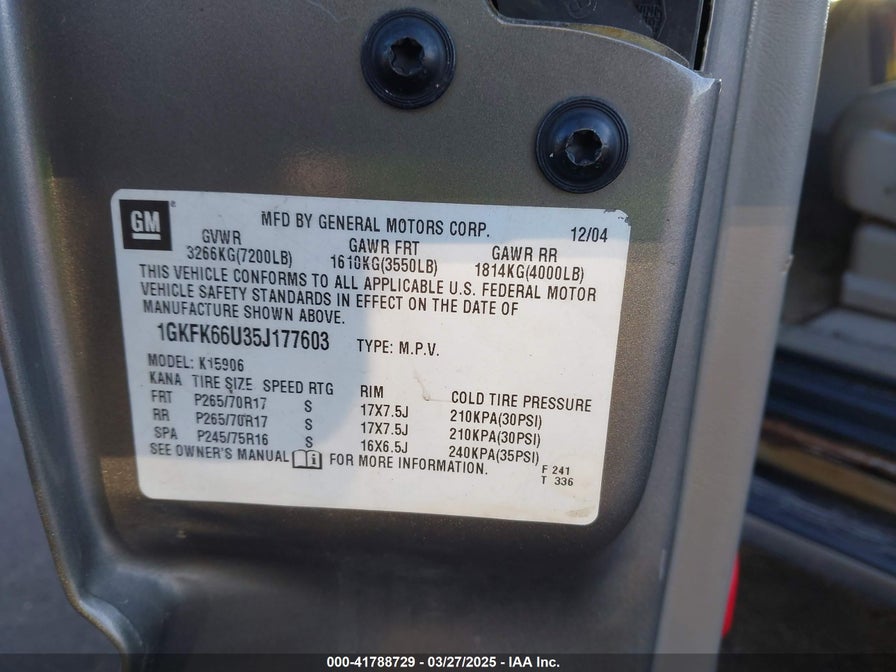 GM
MFD BY GENERAL MOTORS CORP. 12/04
GVWR GAWR FRT GAWR RR
3266KG(7200LB) 1610KG(3550LB) 1814KG(4000LB)
THIS VEHICLE CONFORMS TO ALL APPLICABLE U.S. FEDERAL MOTOR
VEHICLE SAFETY STANDARDS IN EFFECT ON THE DATE OF
MANUFACTURE SHOWN ABOVE.
1GKFK66U35J177603 TYPE: M.P.V.
MODEL: K15906
KANA TIRE SIZE SPEED RTG RIM COLD TIRE PRESSURE
FRT P265/70R17 S 17X7.5J 210KPA(30PSI)
RR P265/70R17 S 17X7.5J 210KPA(30PSI)
SPA P245/75R16 S 16X6.5J 240KPA(35PSI)
SEE OWNER'S MANUAL FOR MORE INFORMATION.
F 241
T 336
000-41788729 - 03/27/2025 - IAA Inc.